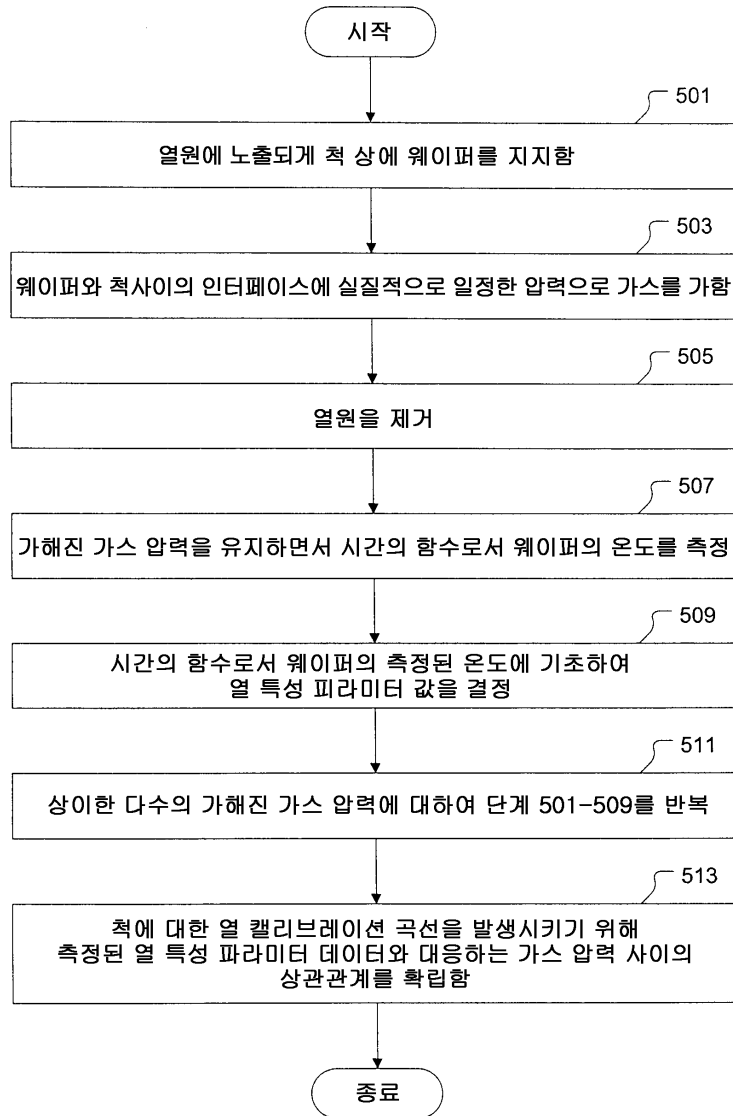 시작
501
열원에 노출되게 척 상에 웨이퍼를 지지함
503
웨이퍼와 척사이의 인터페이스에 실질적으로 일정한 압력으로 가스를 가함
505
열원을 제거
507
가해진 가스 압력을 유지하면서 시간의 함수로서 웨이퍼의 온도를 측정
509
시간의 함수로서 웨이퍼의 측정된 온도에 기초하여
열 특성 피라미터 값을 결정
511
상이한 다수의 가해진 가스 압력에 대하여 단계 501-509를 반복
513
척에 대한 열 캘리브레이션 곡선을 발생시키기 위해
측정된 열 특성 파라미터 데이터와 대응하는 가스 압력 사이의
상관관계를 확립함
종료